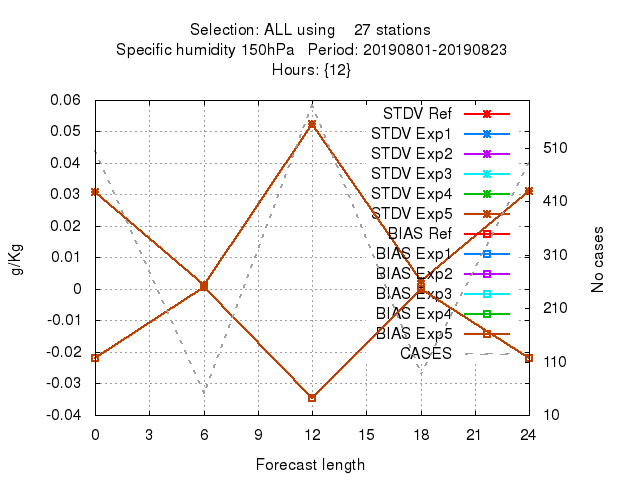 Selection: ALL using    27 stations
Specific humidity 150hPa   Period: 20190801-20190823
Hours: {12}
0.06
0.05
0.04
0.03
0.02
0.01
0
-0.01
-0.02
-0.03
-0.04
g/Kg
STDV Ref
STDV Exp1
STDV Exp2
STDV Exp3
STDV Exp4
STDV Exp5
BIAS Ref
BIAS Exp1
BIAS Exp2
BIAS Exp3
BIAS Exp4
BIAS Exp5
CASES
510
410
310
210
110
10
No cases
0 3 6 9 12 15 18 21 24
Forecast length